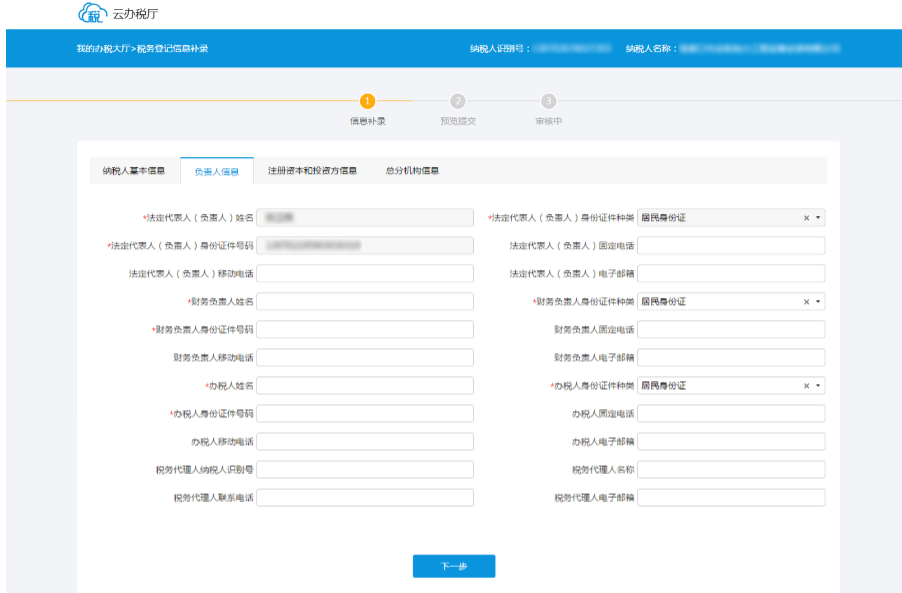 税 云办税厅
我的办税大厅>税务登记信息补录 纳税人识别号： 纳税人名称：
1 2 3
信息补录 预览提交 审核中
纳税人基本信息 负责人信息 注册资本和投资方信息 总分机构信息
*法定代表人（负责人）姓名 *法定代表人（负责人）身份证件种类 居民身份证 ×
*法定代表人（负责人）身份证件号码 法定代表人（负责人）固定电话
法定代表人（负责人）移动电话 法定代表人（负责人）电子邮箱
*财务负责人姓名 *财务负责人身份证件种类 居民身份证 ×
*财务负责人身份证件号码 财务负责人固定电话
财务负责人移动电话 财务负责人电子邮箱
*办税人姓名 *办税人身份证件种类 居民身份证 ×
*办税人身份证件号码 办税人固定电话
办税人移动电话 办税人电子邮箱
税务代理人纳税人识别号 税务代理人名称
税务代理人联系电话 税务代理人电子邮箱
下一步